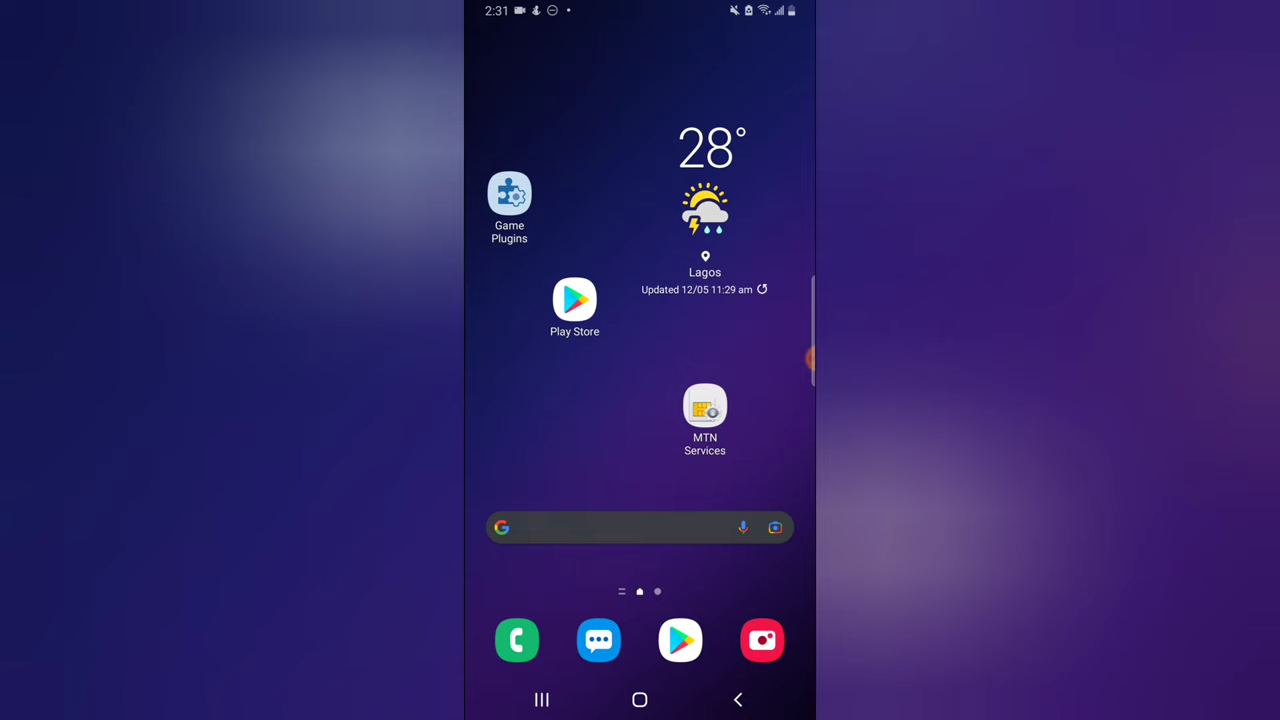 2:31
28°
Game
Plugins
Lagos
Updated 12/05 11:29 am
Play Store
MTN
Services